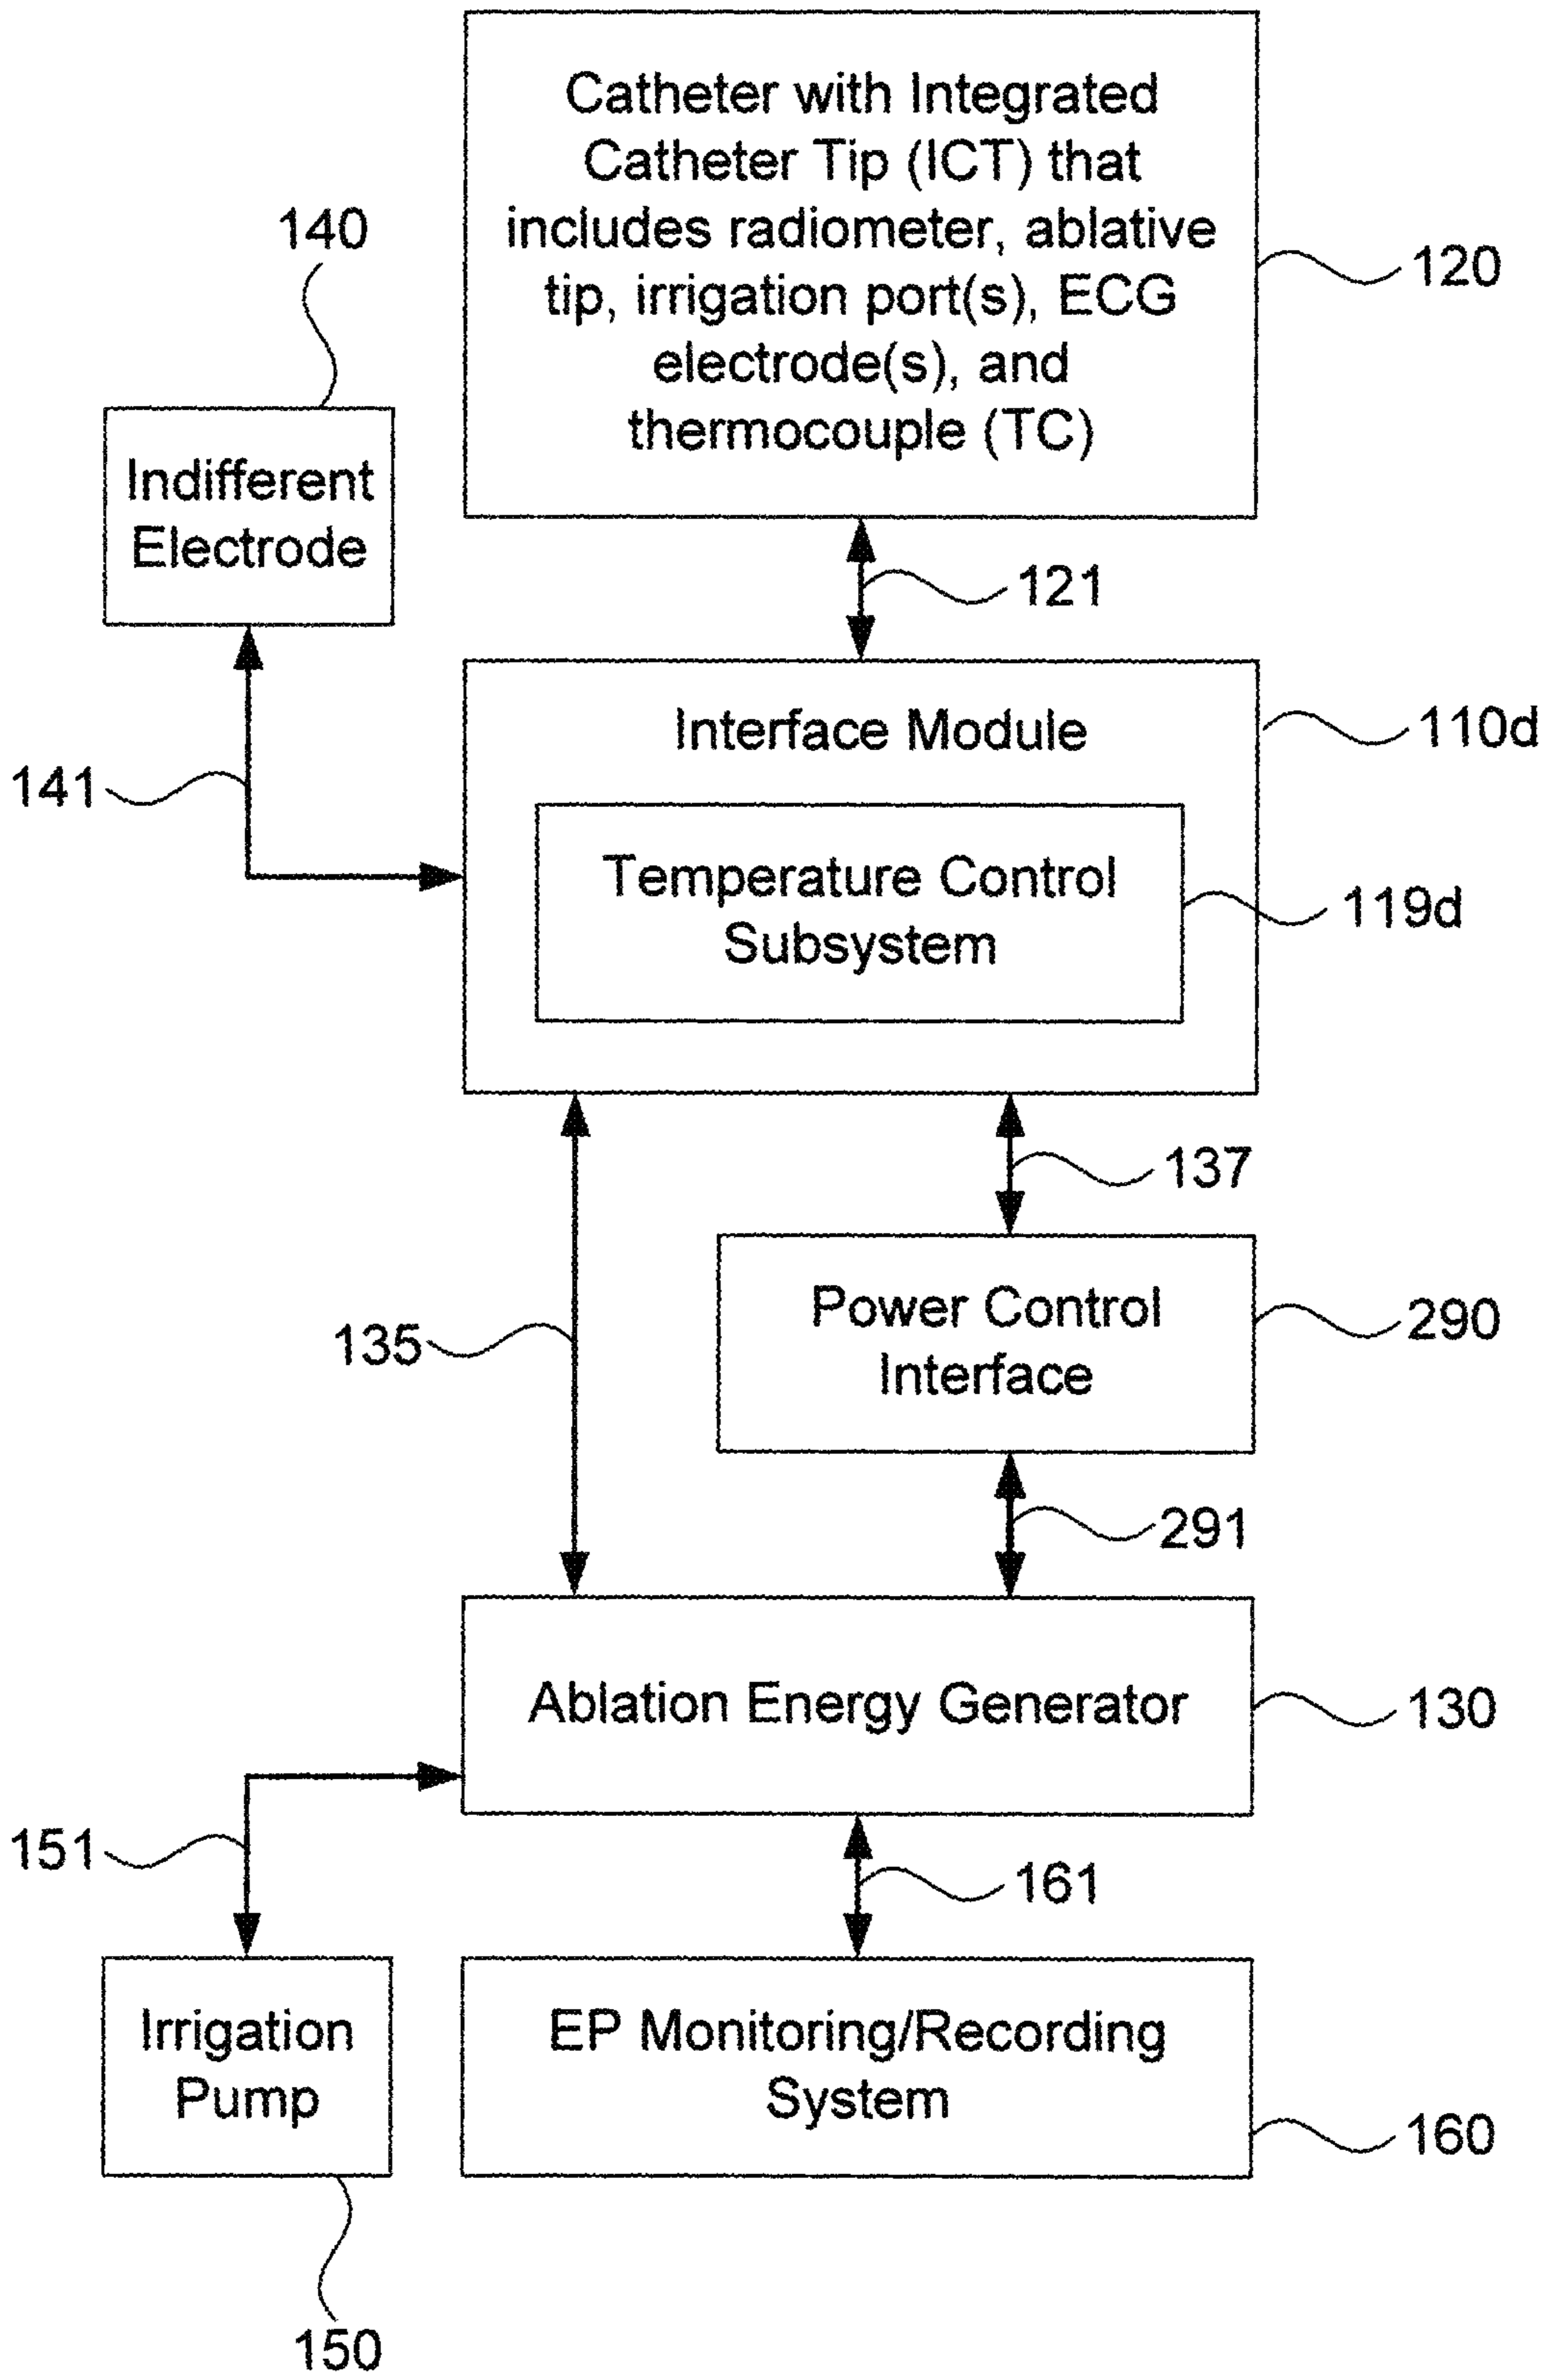 Catheter with Integrated
Catheter Tip (ICT) that
includes radiometer, ablative
tip, irrigation port(s), ECG
electrode(s), and
thermocouple (TC)
120
140
Indifferent
Electrode
121
141
Interface Module
110d
Temperature Control
Subsystem
119d
137
135
Power Control
Interface
290
291
Ablation Energy Generator
130
151
161
Irrigation
Pump
150
EP Monitoring/Recording
System
160